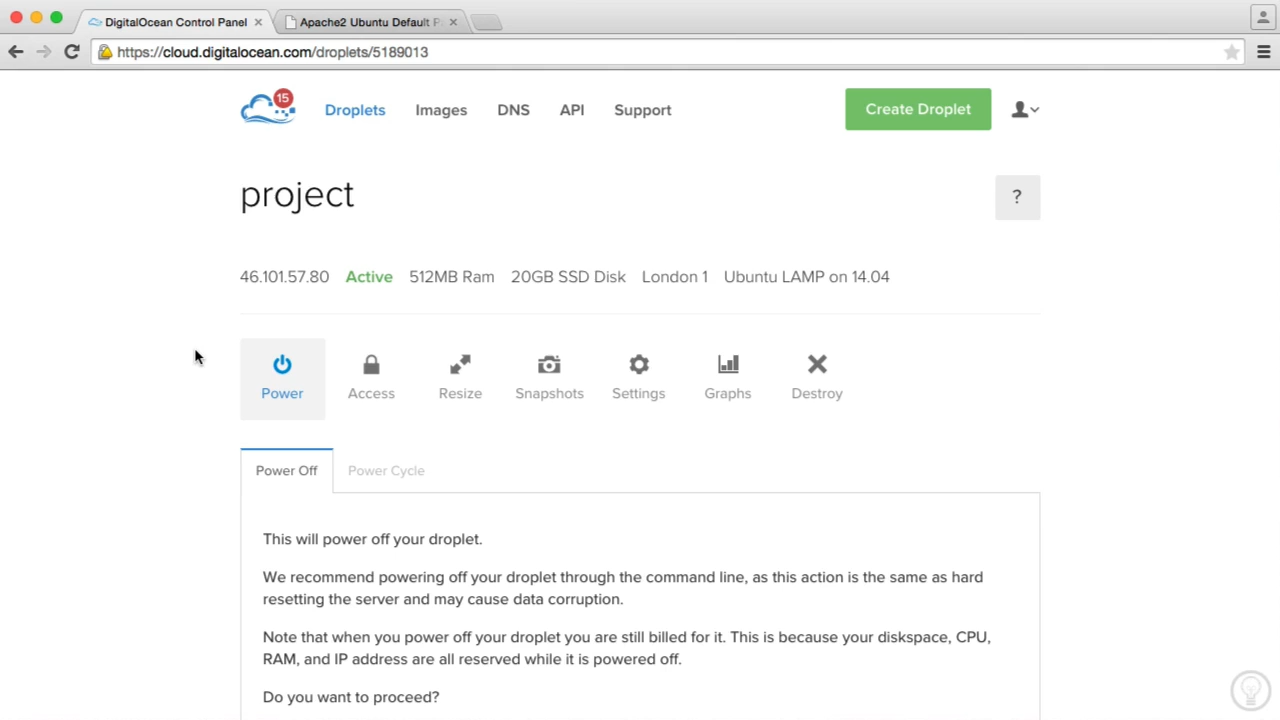 DigitalOcean Control Panel
Apache2 Ubuntu Default P
https://cloud.digitalocean.com/droplets/5189013
15
Droplets Images DNS API Support Create Droplet
project
?
46.101.57.80 Active 512MB Ram 20GB SSD Disk London 1 Ubuntu LAMP on 14.04
Power Access Resize Snapshots Settings Graphs Destroy
Power Off Power Cycle
This will power off your droplet.
We recommend powering off your droplet through the command line, as this action is the same as hard
resetting the server and may cause data corruption.
Note that when you power off your droplet you are still billed for it. This is because your diskspace, CPU,
RAM, and IP address are all reserved while it is powered off.
Do you want to proceed?